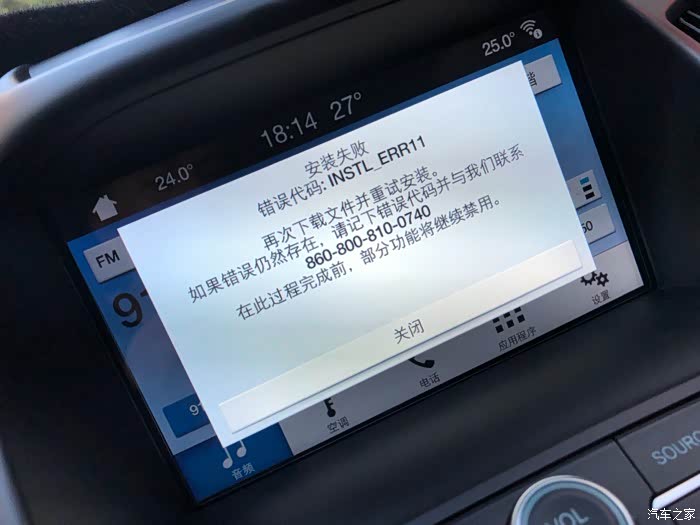 25.0°
18:14 27°
24.0°
安装失败
错误代码: INSTL_ERR11
再次下载文件并重试安装。
如果错误仍然存在，请记下错误代码并与我们联系
860-800-810-0740
在此过程完成前，部分功能将继续禁用。
关闭
FM
设置
应用程序
电话
空调
音频
VOL
汽车之家